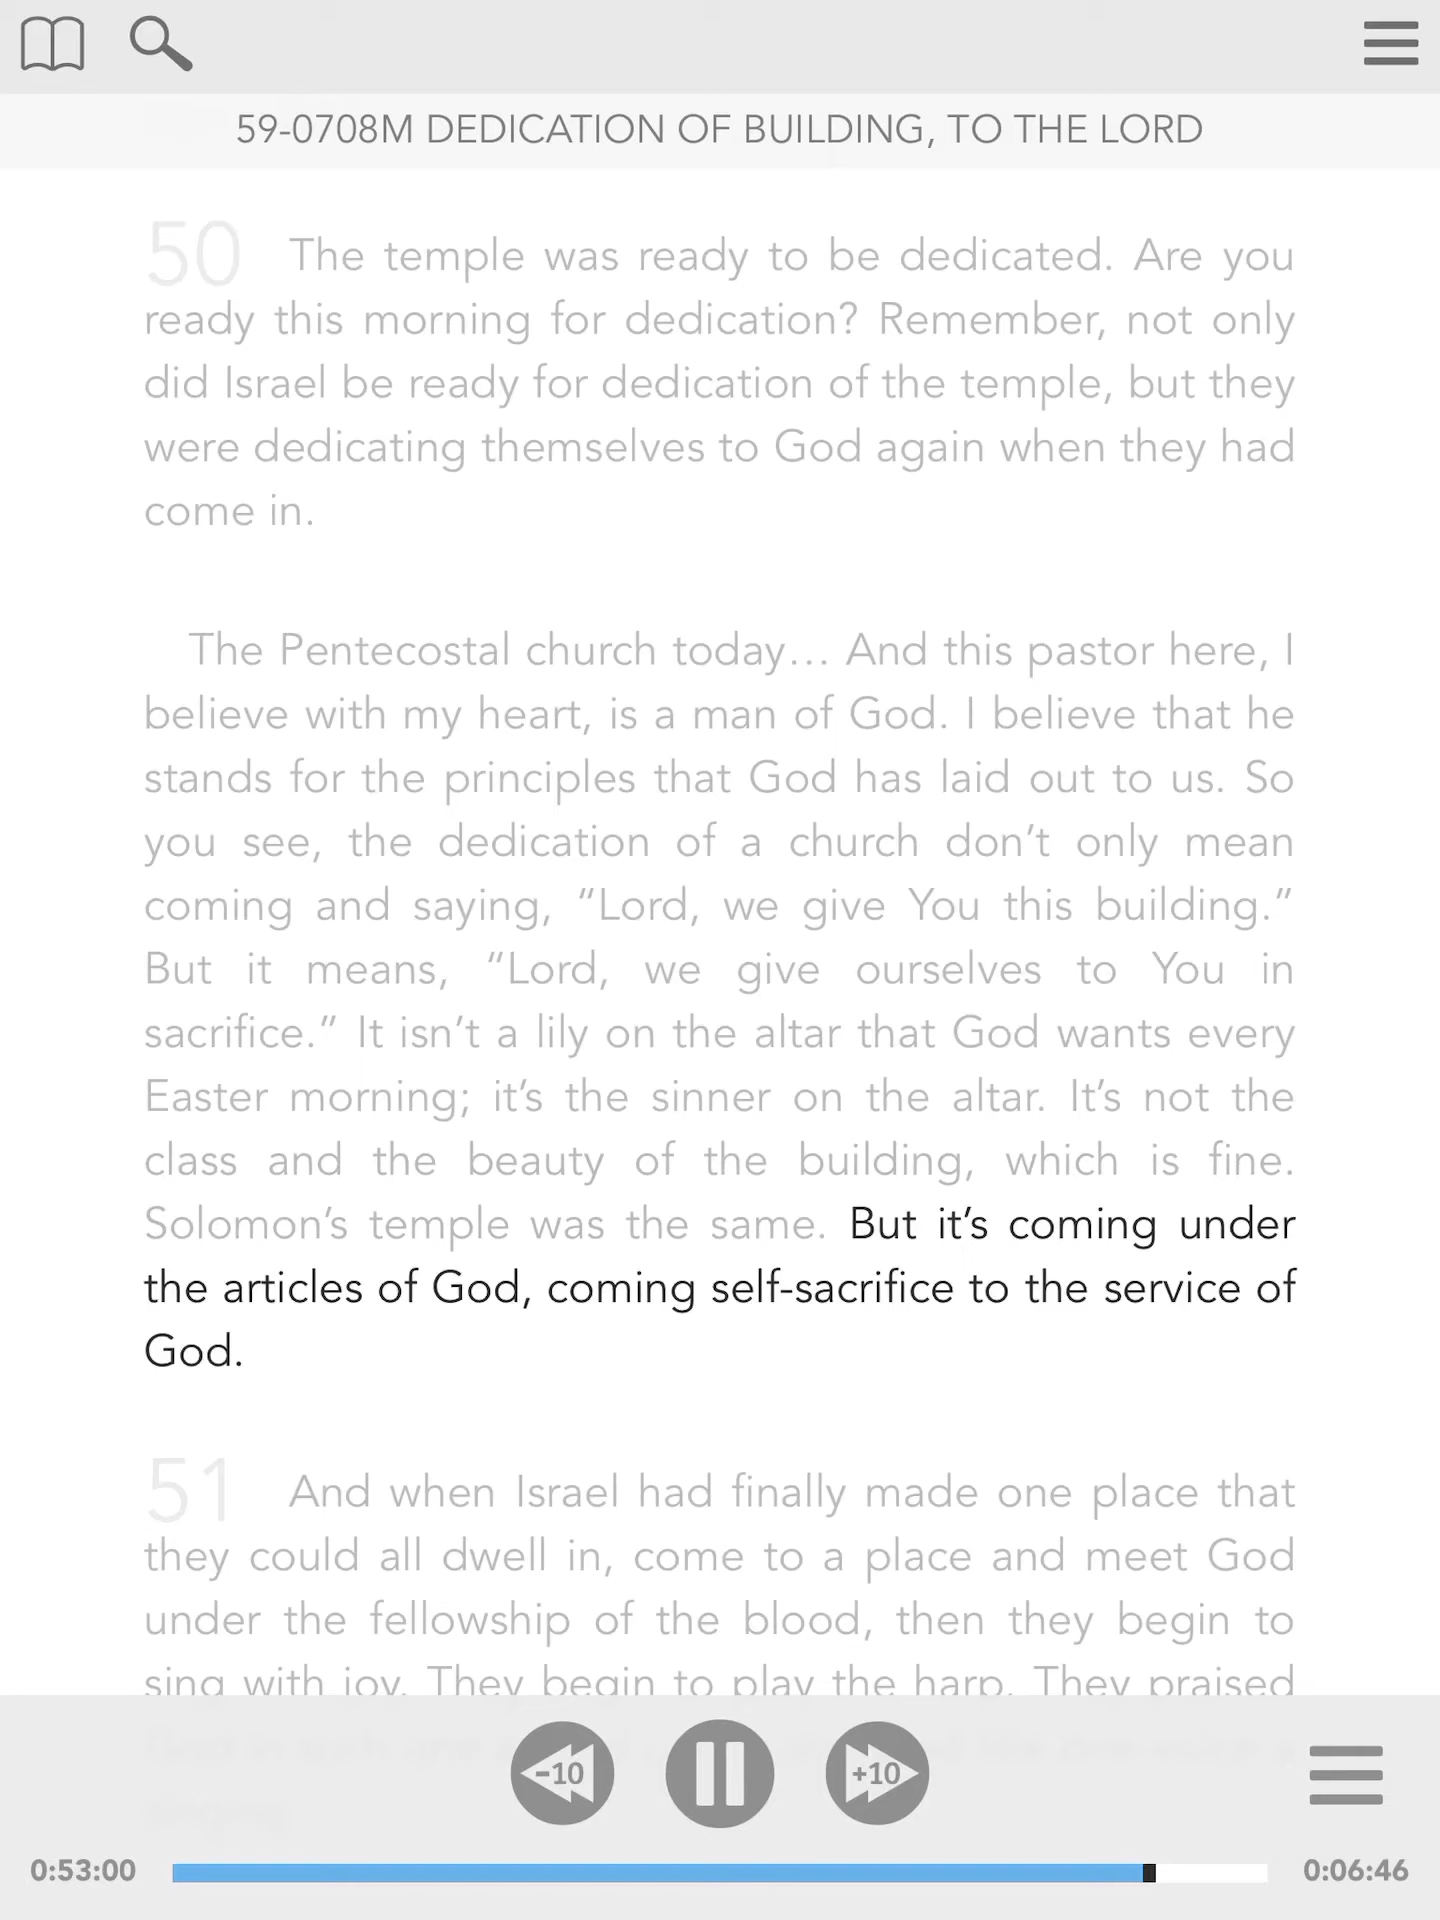 59-0708M DEDICATION OF BUILDING, TO THE LORD
50 The temple was ready to be dedicated. Are you
ready this morning for dedication? Remember, not only
did Israel be ready for dedication of the temple, but they
were dedicating themselves to God again when they had
come in.
The Pentecostal church today… And this pastor here, I
believe with my heart, is a man of God. I believe that he
stands for the principles that God has laid out to us. So
you see, the dedication of a church don’t only mean
coming and saying, “Lord, we give You this building.”
But it means, “Lord, we give ourselves to You in
sacrifice.” It isn’t a lily on the altar that God wants every
Easter morning; it’s the sinner on the altar. It’s not the
class and the beauty of the building, which is fine.
Solomon’s temple was the same. But it’s coming under
the articles of God, coming self-sacrifice to the service of
God.
51 And when Israel had finally made one place that
they could all dwell in, come to a place and meet God
under the fellowship of the blood, then they begin to
sing with joy. They begin to play the harp. They praised
-10 +10
0:53:00 0:06:46